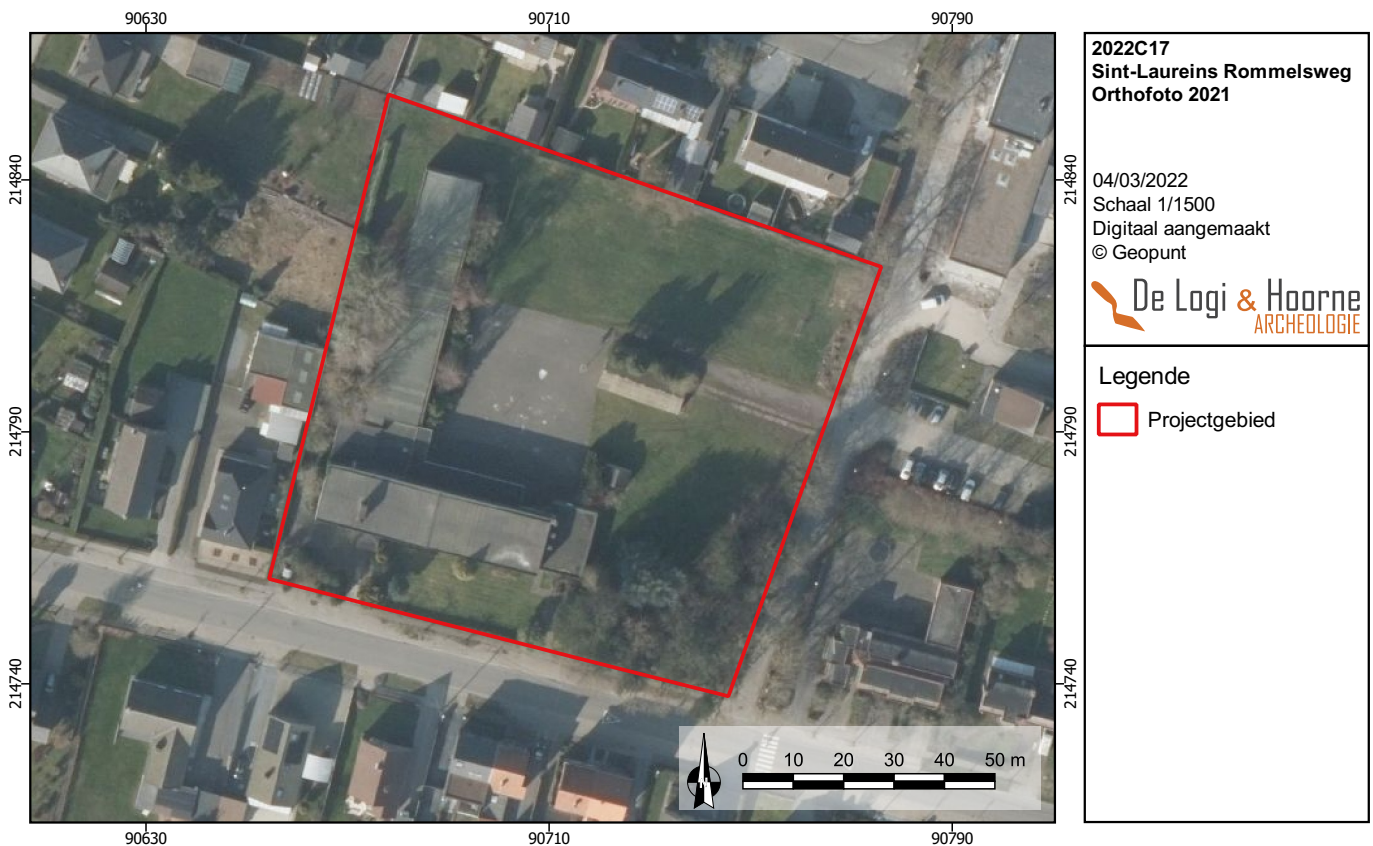 90630 90710 90790
214840 214840
214790 214790
214740 214740
90630 90710 90790
0 10 20 30 40 50 m
2022C17
Sint-Laureins Rommelsweg
Orthofoto 2021
04/03/2022
Schaal 1/1500
Digitaal aangemaakt
© Geopunt
De Logi & Hoorne
ARCHEOLOGIE
Legende
Projectgebied